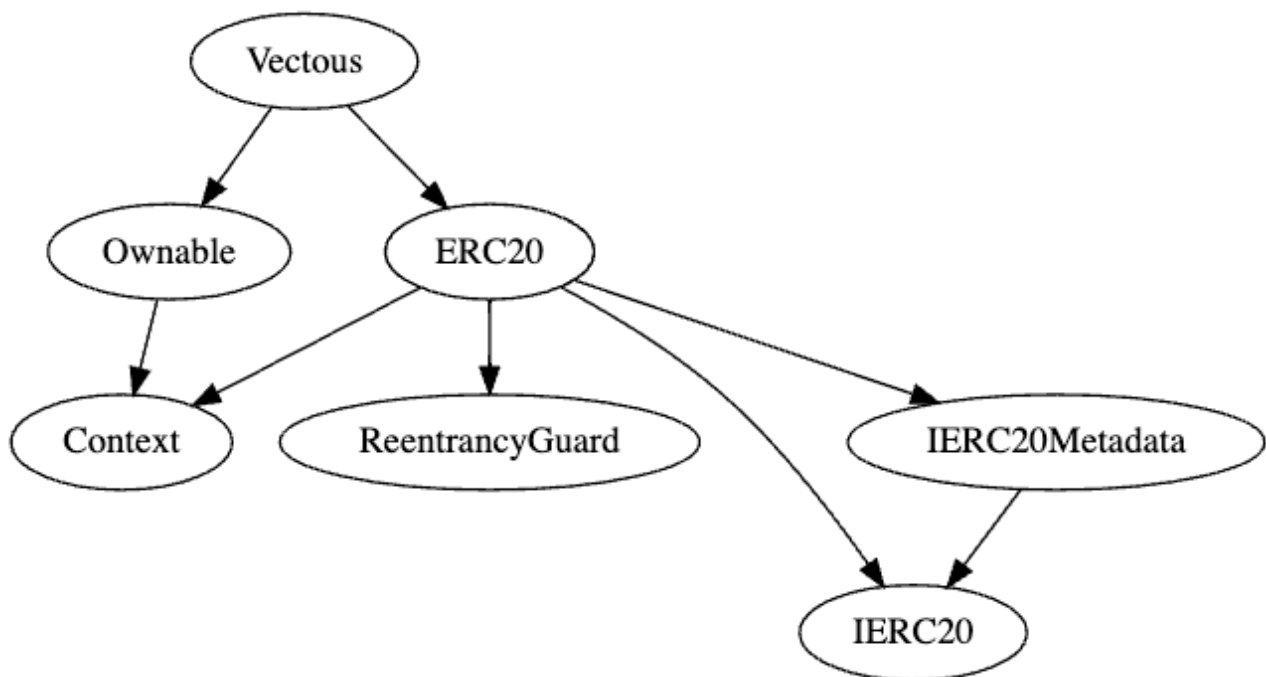 Vectous
Ownable
ERC20
Context
ReentrancyGuard
IERC20Metadata
IERC20